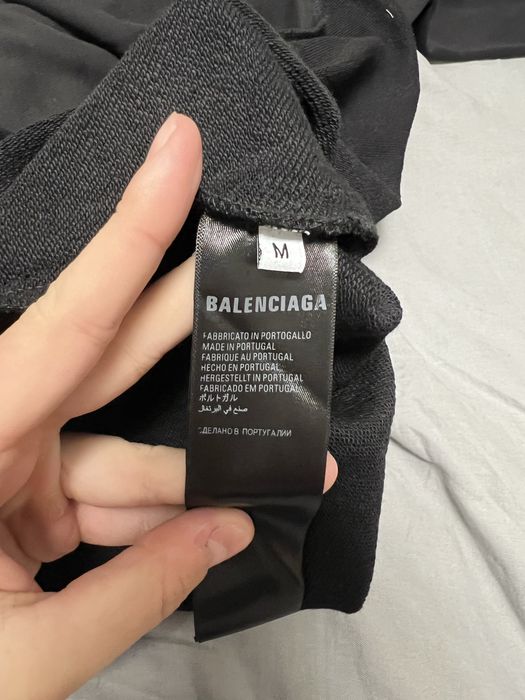 M
BALENCIAGA
FABBRICATO IN PORTOGALLO
MADE IN PORTUGAL
FABRIQUE AU PORTUGAL
HECHO EN PORTUGAL
HERGESTELLT IN PORTUGAL
FABRICADO EM PORTUGAL
ポルトガル
صنع في البرتغال
СДЕЛАНО В ПОРТУГАЛИИ